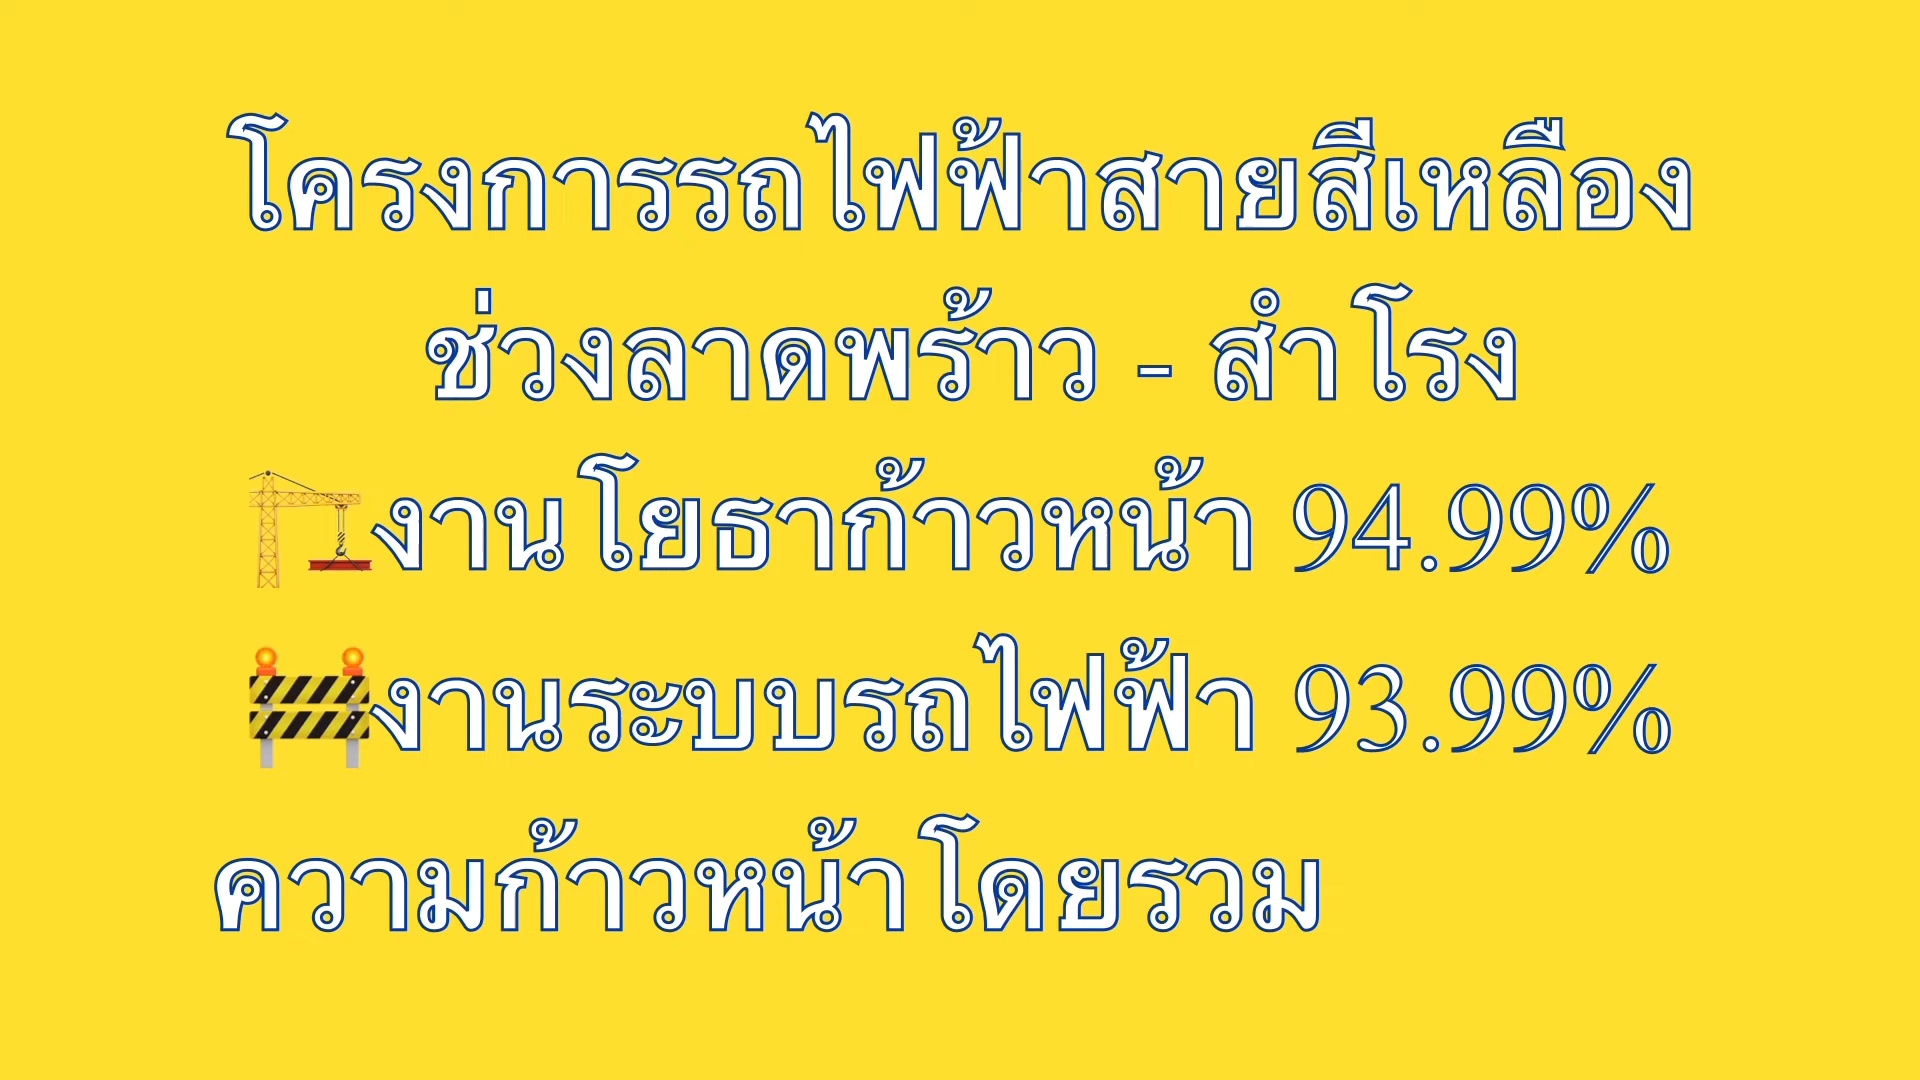 โครงการรถไฟฟ้าสายสีเหลือง
ช่วงลาดพร้าว - สำโรง
🏗งานโยธาก้าวหน้า 94.99%
🚧งานระบบรถไฟฟ้า 93.99%
ความก้าวหน้าโดยรวม